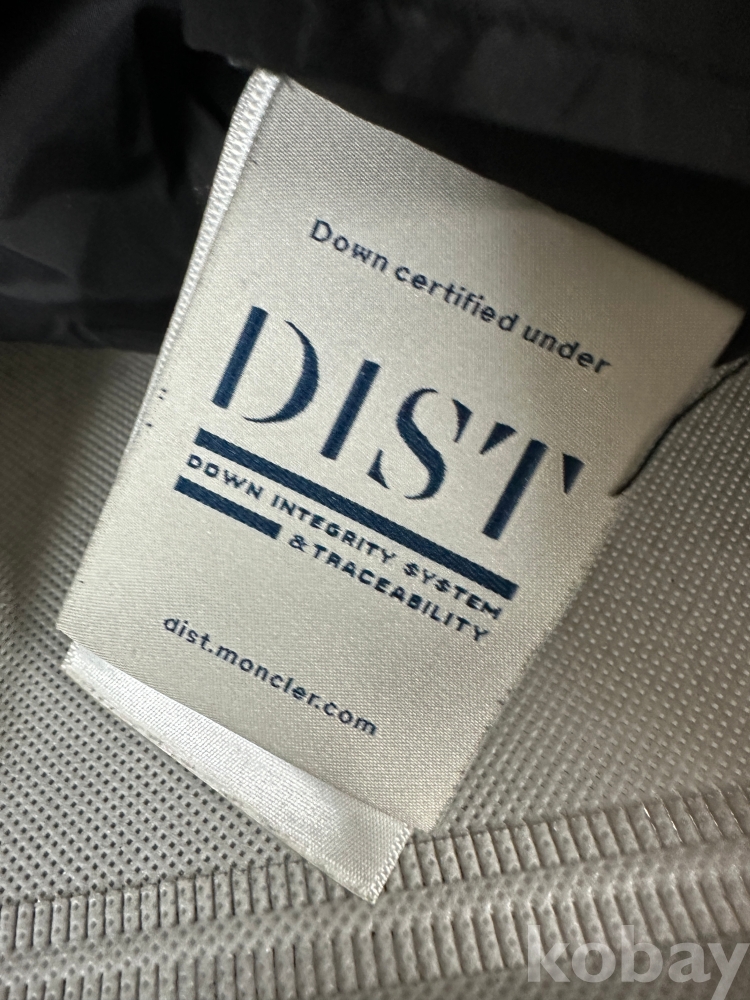 Down certified under
DIST
DOWN INTEGRITY SYSTEM
& TRACEABILITY
dist.moncler.com
kobay